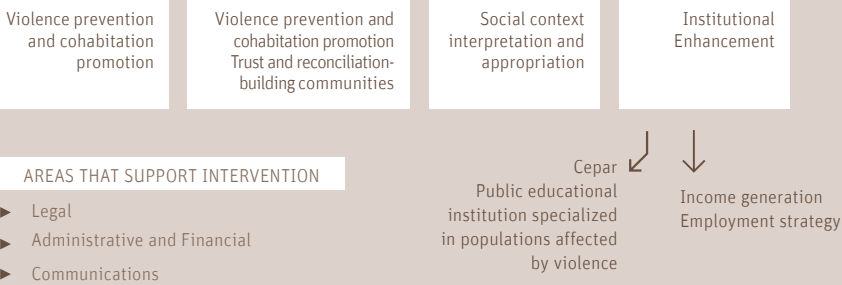 Violence prevention
and cohabitation
promotion
Violence prevention and
cohabitation promotion
Trust and reconciliation-
building communities
Social context
interpretation and
appropriation
Institutional
Enhancement
Cepar
Public educational
institution specialized
in populations affected
by violence
Income generation
Employment strategy
AREAS THAT SUPPORT INTERVENTION
Legal
Administrative and Financial
Communications